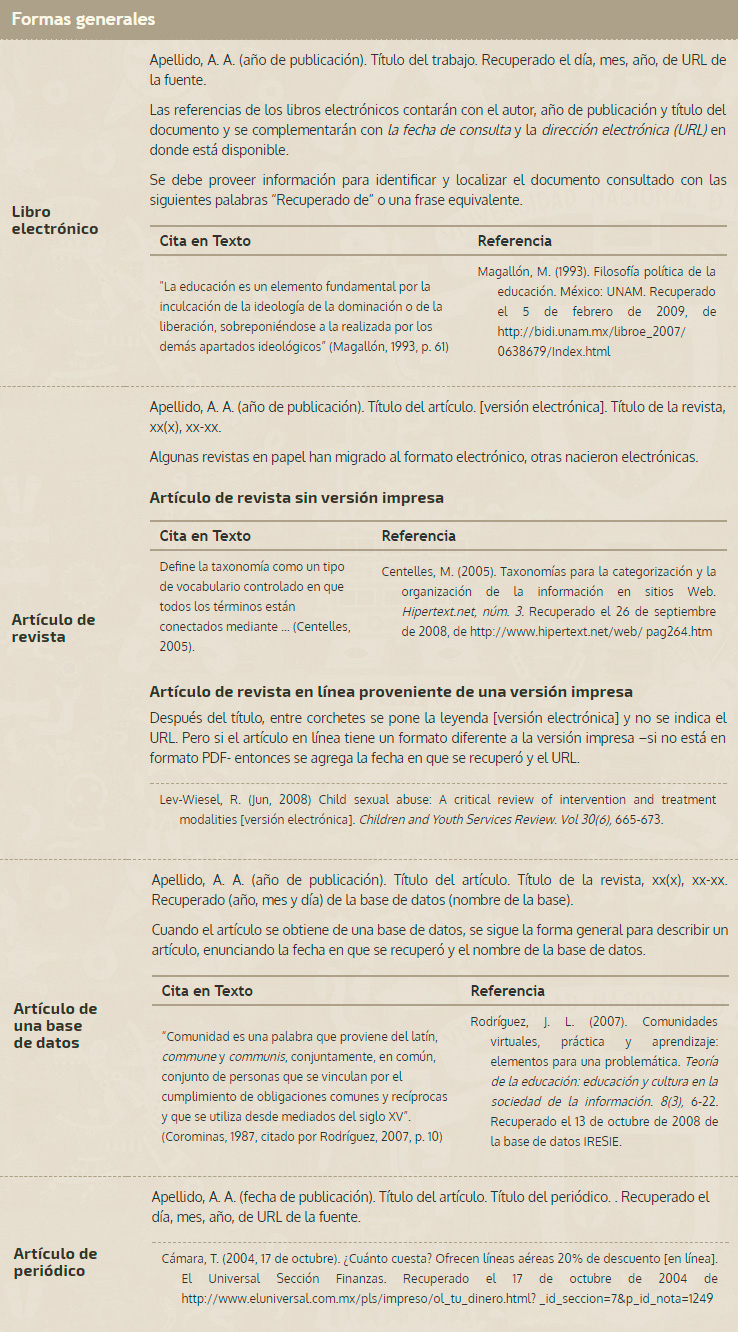 Formas generales
Apellido, A. A. (año de publicación). Título del trabajo. Recuperado el día, mes, año, de URL de
la fuente.
Las referencias de los libros electrónicos contarán con el autor, año de publicación y título del
documento y se complementarán con la fecha de consulta y la dirección electrónica (URL) en
donde está disponible.
Se debe proveer información para identificar y localizar el documento consultado con las
siguientes palabras “Recuperado de” o una frase equivalente.
Libro
electrónico
Cita en Texto
"La educación es un elemento fundamental por la
inculcación de la ideología de la dominación o de la
liberación, sobreponiéndose a la realizada por los
demás apartados ideológicos" (Magallón, 1993, p. 61)
Referencia
Magallón, M. (1993). Filosofía política de la
educación. México: UNAM. Recuperado
el 5 de febrero de 2009, de
http://bidi.unam.mx/libroe_2007/
0638679/Index.html
Apellido, A. A. (año de publicación). Título del artículo. [versión electrónica]. Título de la revista,
xx(x), xx-xx.
Algunas revistas en papel han migrado al formato electrónico, otras nacieron electrónicas.
Artículo de revista sin versión impresa
Artículo de
revista
Cita en Texto
Define la taxonomía como un tipo
de vocabulario controlado en que
todos los términos están
conectados mediante ... (Centelles,
2005).
Referencia
Centelles, M. (2005). Taxonomías para la categorización y la
organización de la información en sitios Web.
Hipertext.net, núm. 3. Recuperado el 26 de septiembre
de 2008, de http://www.hipertext.net/web/ pag264.htm
Artículo de revista en línea proveniente de una versión impresa
Después del título, entre corchetes se pone la leyenda [versión electrónica] y no se indica el
URL. Pero si el artículo en línea tiene un formato diferente a la versión impresa –si no está en
formato PDF- entonces se agrega la fecha en que se recuperó y el URL.
Lev-Wiesel, R. (Jun, 2008) Child sexual abuse: A critical review of intervention and treatment
modalities [versión electrónica]. Children and Youth Services Review. Vol 30(6), 665-673.
Apellido, A. A. (año de publicación). Título del artículo. Título de la revista, xx(x), xx-xx.
Recuperado (año, mes y día) de la base de datos (nombre de la base).
Cuando el artículo se obtiene de una base de datos, se sigue la forma general para describir un
artículo, enunciando la fecha en que se recuperó y el nombre de la base de datos.
Artículo de
una base
de datos
Cita en Texto
“Comunidad es una palabra que proviene del latín,
commune y communis, conjuntamente, en común,
conjunto de personas que se vinculan por el
cumplimiento de obligaciones comunes y recíprocas
y que se utiliza desde mediados del siglo XV”.
(Corominas, 1987, citado por Rodríguez, 2007, p. 10)
Referencia
Rodríguez, J. L. (2007). Comunidades
virtuales, práctica y aprendizaje:
elementos para una problemática. Teoría
de la educación: educación y cultura en la
sociedad de la información. 8(3), 6-22.
Recuperado el 13 de octubre de 2008 de
la base de datos IRESIE.
Apellido, A. A. (fecha de publicación). Título del artículo. Título del periódico. . Recuperado el
día, mes, año, de URL de la fuente.
Artículo de
periódico
Cámara, T. (2004, 17 de octubre). ¿Cuánto cuesta? Ofrecen líneas aéreas 20% de descuento [en línea].
El Universal Sección Finanzas. Recuperado el 17 de octubre de 2004 de
http://www.eluniversal.com.mx/pls/impreso/ol_tu_dinero.html? _id_seccion=7&p_id_nota=1249